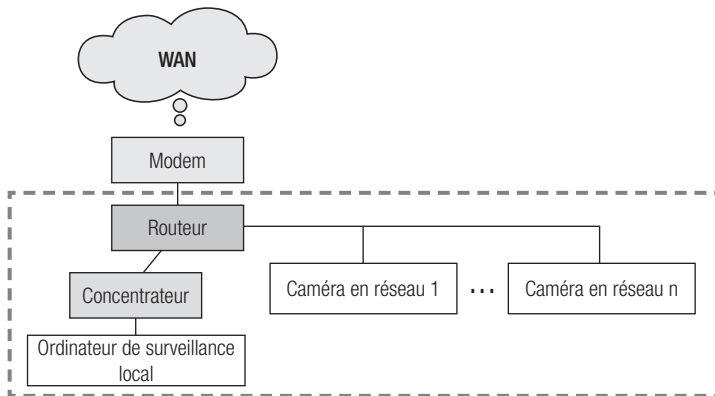 WAN
Modem
Routeur
Concentrateur
Caméra en réseau 1
...
Caméra en réseau n
Ordinateur de surveillance
local